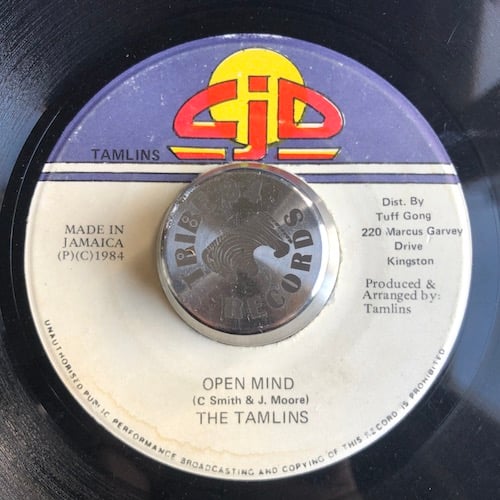 CJD
TAMLINS
MADE IN
JAMAICA
(P)(C)1984
Dist. By
Tuff Gong
220 Marcus Garvey
Drive
Kingston
Produced &
Arranged by:
Tamlins
RECORDS
OPEN MIND
(C Smith & J. Moore)
THE TAMLINS
UNAUTHORISED PUBLIC PERFORMANCE BROADCASTING AND COPYING OF THIS RECORD IS PROHIBITED